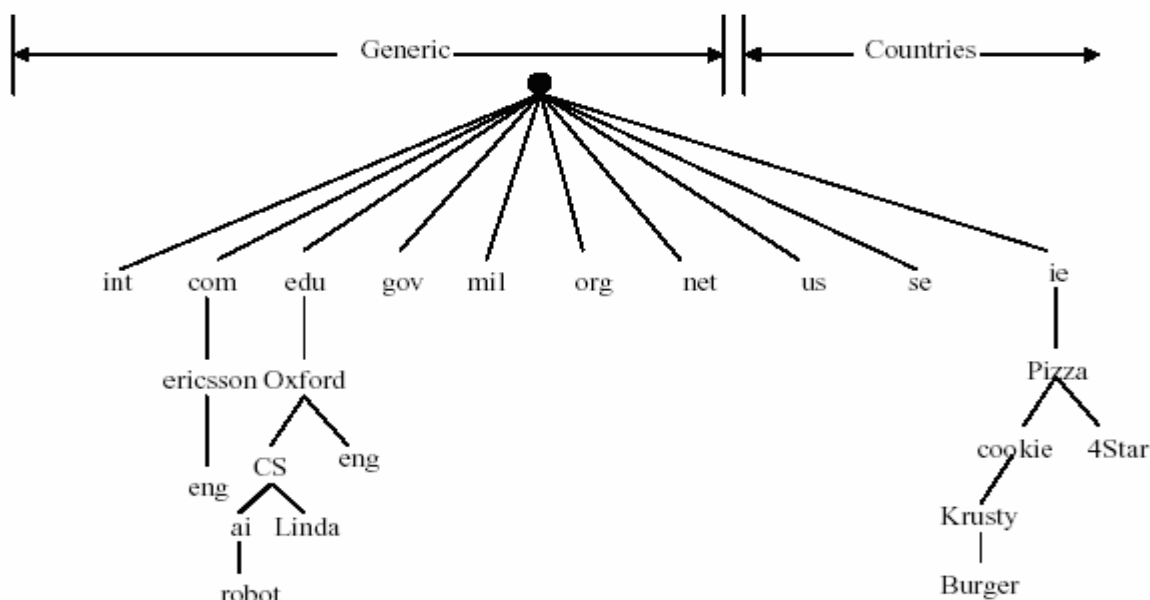 Generic Countries
int com edu gov mil org net us se ie
ericsson Oxford Pizza
cookie 4Star
CS eng
eng
ai Linda Krusty
robot Burger